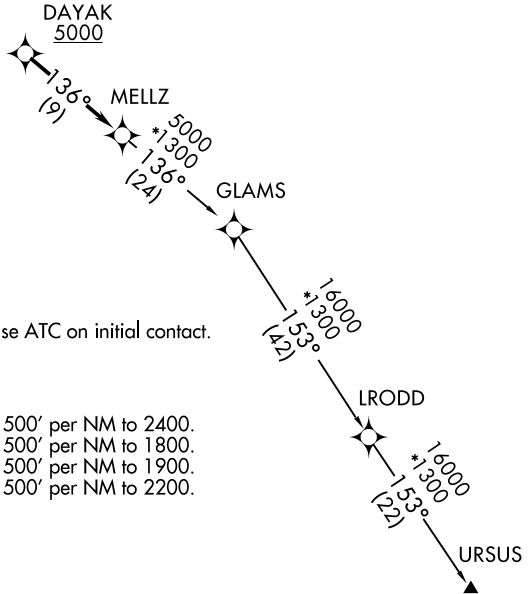 DAYAK
5000
136°
(9)
MELLZ
5000
*1300
136°
(24)
GLAMS
16000
*1300
153°
(42)
se ATC on initial contact.
LRODD
500' per NM to 2400.
500' per NM to 1800.
500' per NM to 1900.
500' per NM to 2200.
16000
*1300
153°
(22)
URSUS